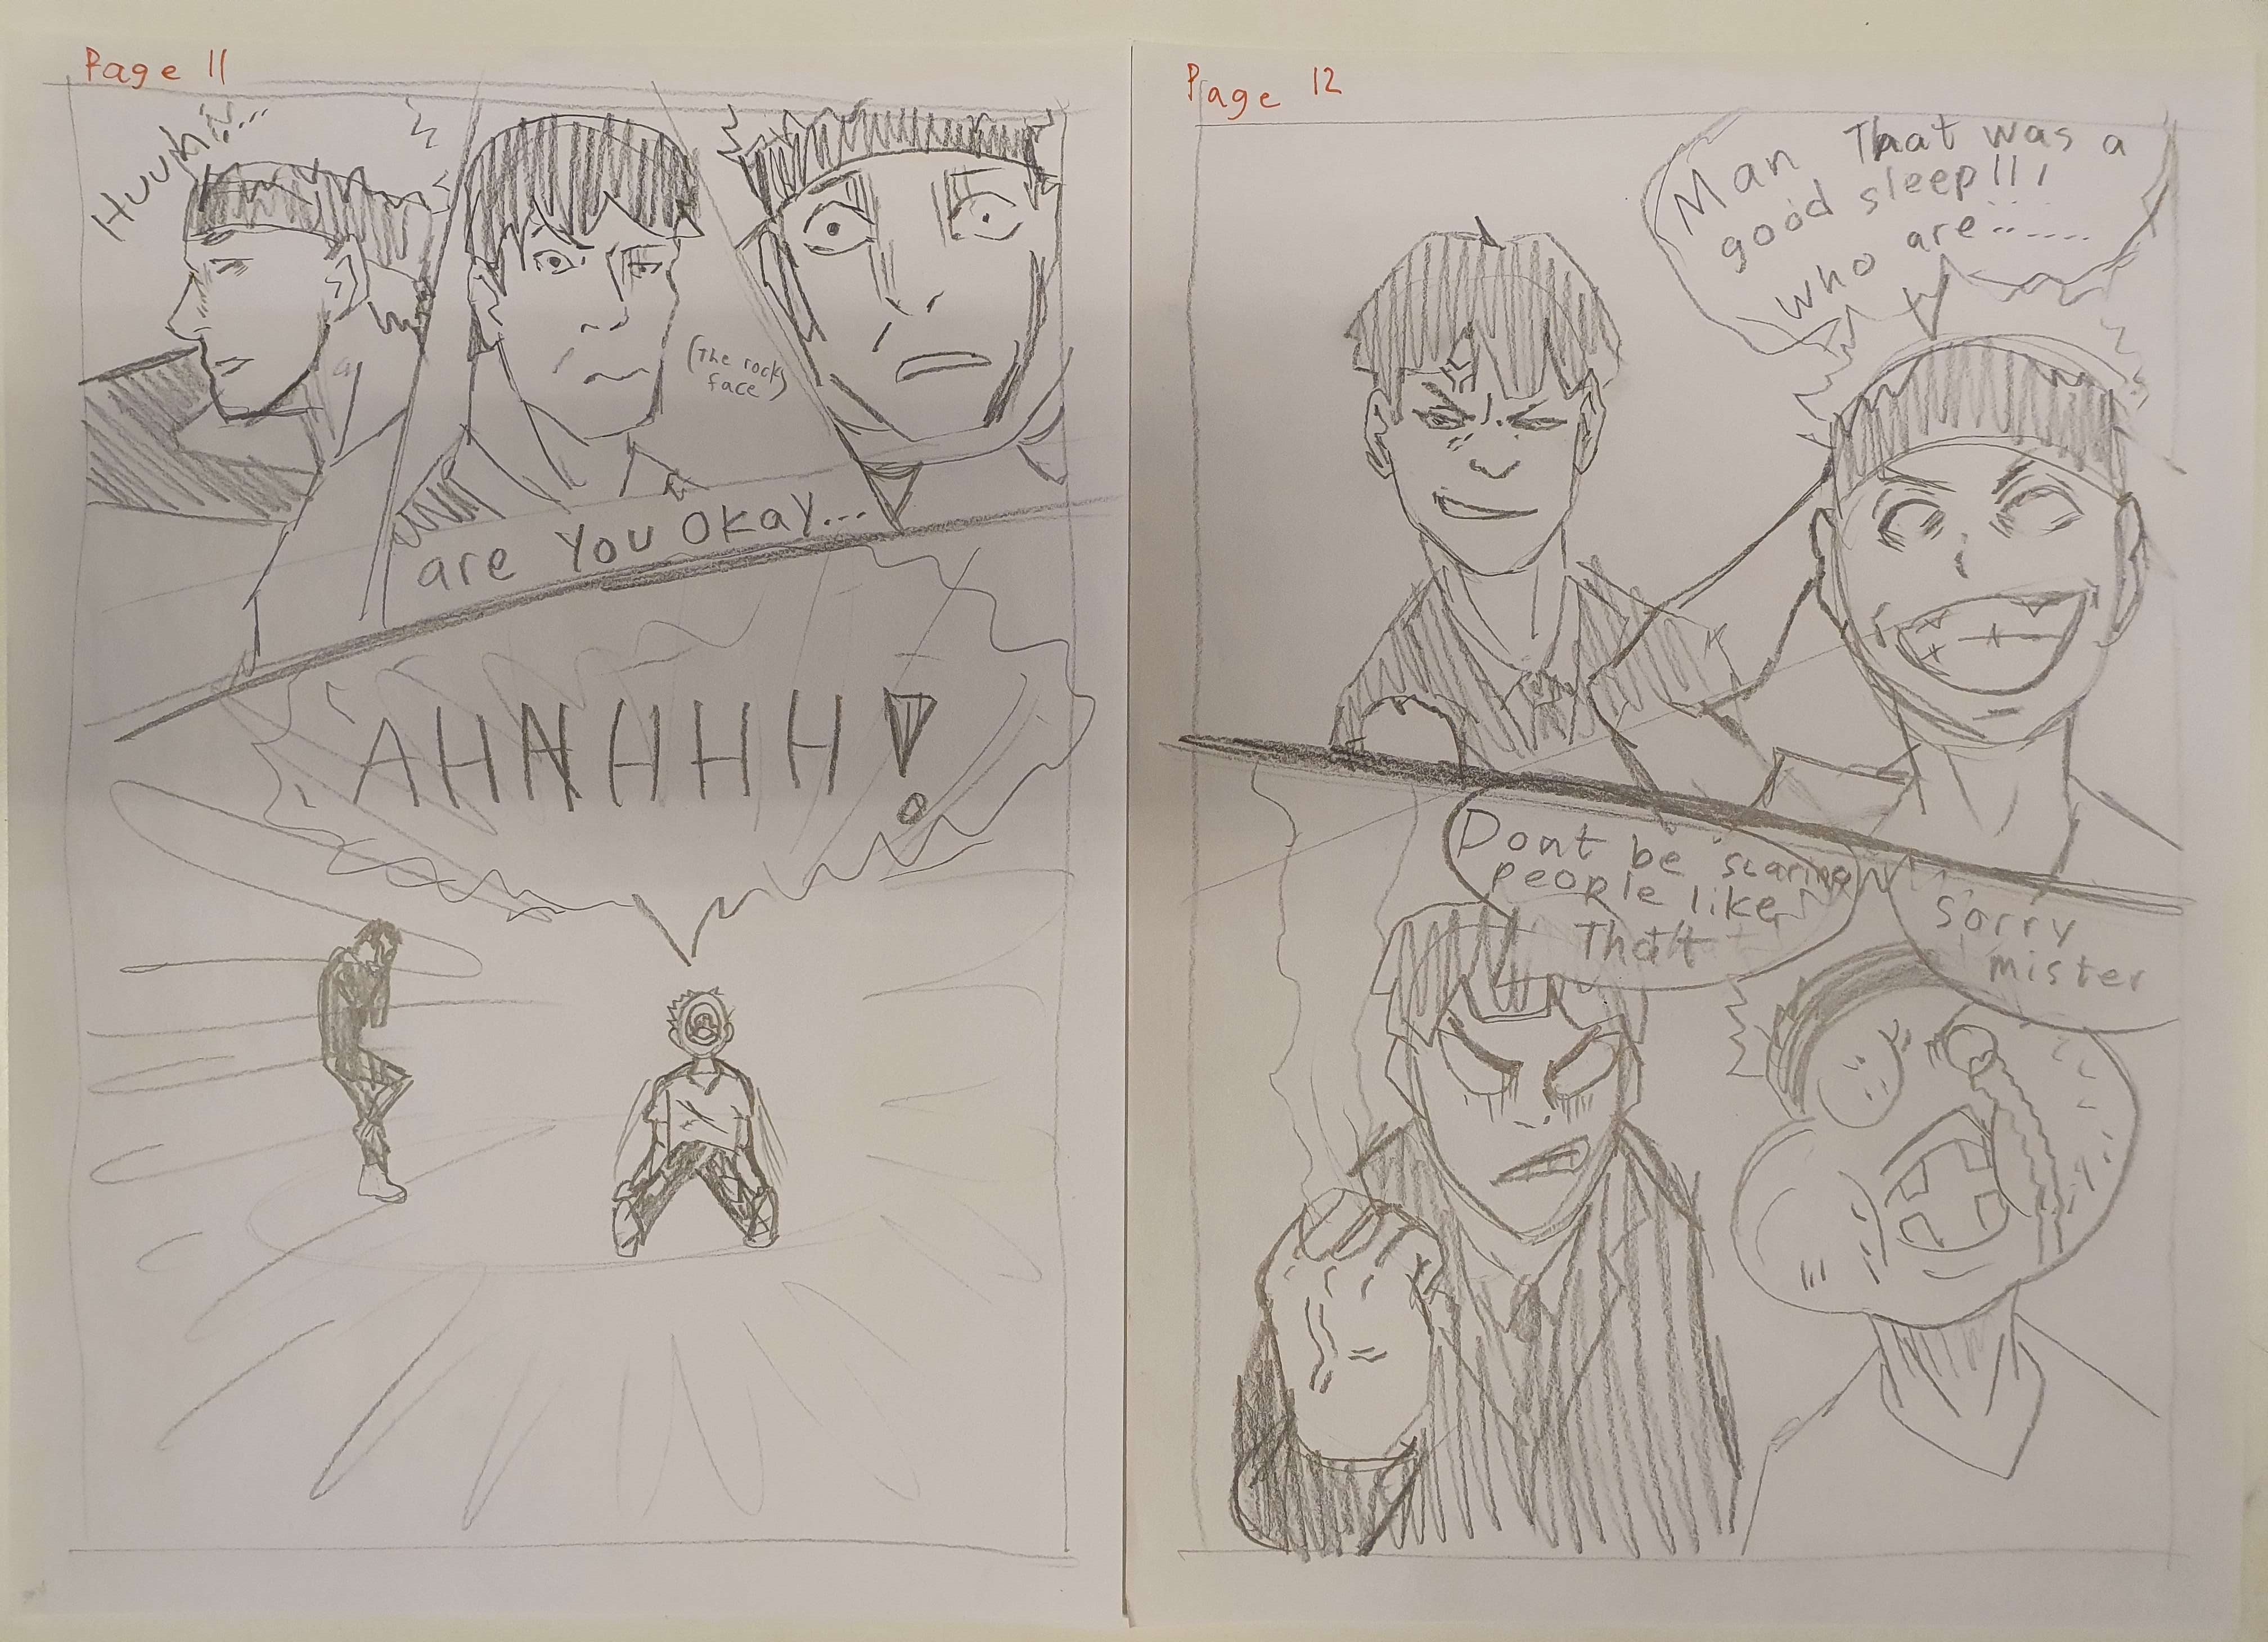 Page 11
Huuh...
(The rock
face)
are You Okay...
AHHHHH!
Page 12
Man That was a
good sleep!!!
who are......
Dont be scaring
people like
That
Sorry
mister